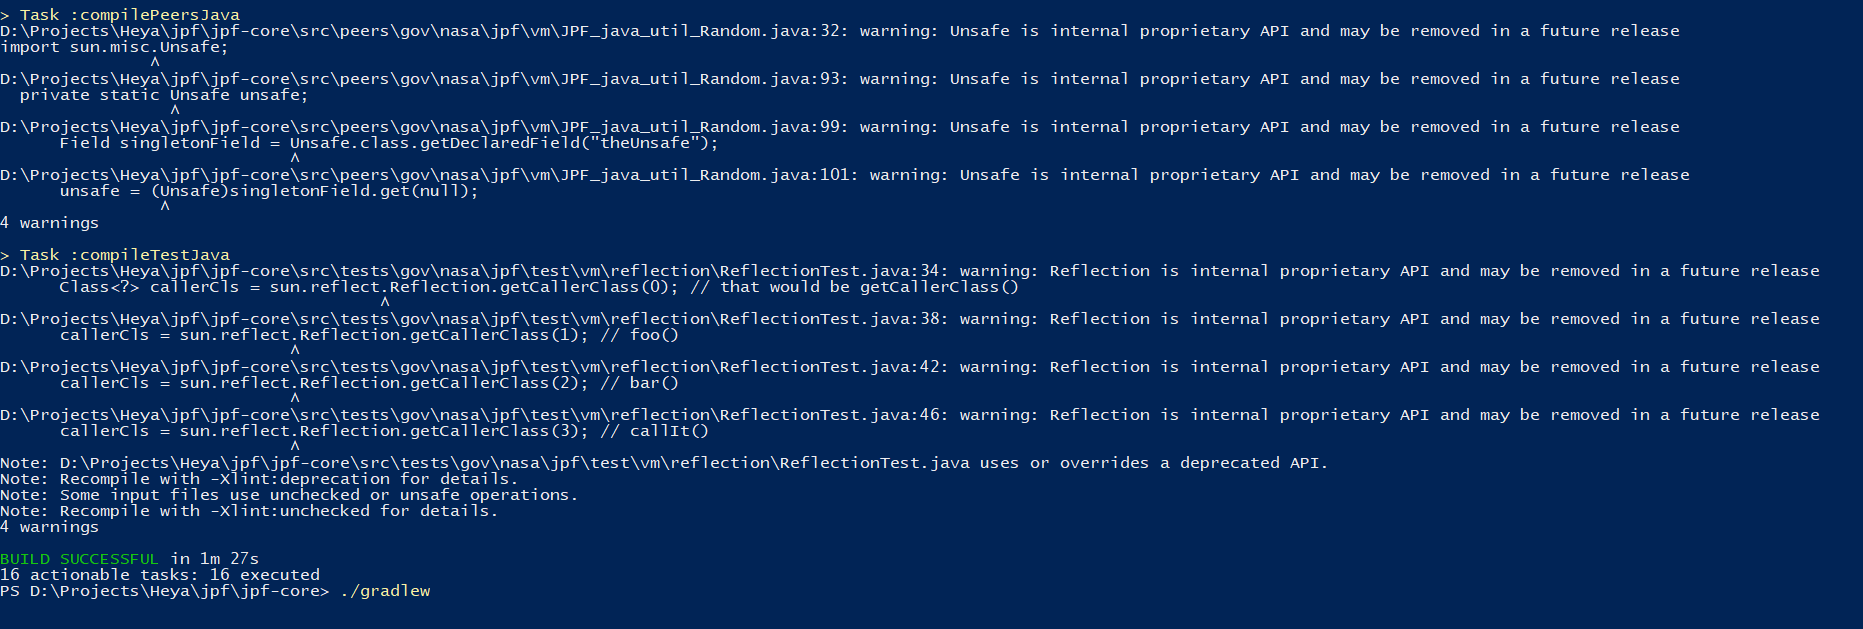 > Task :compilePeersJava
D:\Projects\Heya\jpf\jpf-core\src\peers\gov\nasa\jpf\vm\JPF_java_util_Random.java:32: warning: Unsafe is internal proprietary API and may be removed in a future release
import sun.misc.Unsafe;
^
D:\Projects\Heya\jpf\jpf-core\src\peers\gov\nasa\jpf\vm\JPF_java_util_Random.java:93: warning: Unsafe is internal proprietary API and may be removed in a future release
private static Unsafe unsafe;
^
D:\Projects\Heya\jpf\jpf-core\src\peers\gov\nasa\jpf\vm\JPF_java_util_Random.java:99: warning: Unsafe is internal proprietary API and may be removed in a future release
Field singletonField = Unsafe.class.getDeclaredField("theUnsafe");
^
D:\Projects\Heya\jpf\jpf-core\src\peers\gov\nasa\jpf\vm\JPF_java_util_Random.java:101: warning: Unsafe is internal proprietary API and may be removed in a future release
unsafe = (Unsafe)singletonField.get(null);
^
4 warnings
> Task :compileTestJava
D:\Projects\Heya\jpf\jpf-core\src\tests\gov\nasa\jpf\test\vm\reflection\ReflectionTest.java:34: warning: Reflection is internal proprietary API and may be removed in a future release
Class<?> callerCls = sun.reflect.Reflection.getCallerClass(0); // that would be getCallerClass()
^
D:\Projects\Heya\jpf\jpf-core\src\tests\gov\nasa\jpf\test\vm\reflection\ReflectionTest.java:38: warning: Reflection is internal proprietary API and may be removed in a future release
callerCls = sun.reflect.Reflection.getCallerClass(1); // foo()
^
D:\Projects\Heya\jpf\jpf-core\src\tests\gov\nasa\jpf\test\vm\reflection\ReflectionTest.java:42: warning: Reflection is internal proprietary API and may be removed in a future release
callerCls = sun.reflect.Reflection.getCallerClass(2); // bar()
^
D:\Projects\Heya\jpf\jpf-core\src\tests\gov\nasa\jpf\test\vm\reflection\ReflectionTest.java:46: warning: Reflection is internal proprietary API and may be removed in a future release
callerCls = sun.reflect.Reflection.getCallerClass(3); // callIt()
^
Note: D:\Projects\Heya\jpf\jpf-core\src\tests\gov\nasa\jpf\test\vm\reflection\ReflectionTest.java uses or overrides a deprecated API.
Note: Recompile with -Xlint:deprecation for details.
Note: Some input files use unchecked or unsafe operations.
Note: Recompile with -Xlint:unchecked for details.
4 warnings
BUILD SUCCESSFUL in 1m 27s
16 actionable tasks: 16 executed
PS D:\Projects\Heya\jpf\jpf-core> ./gradlew